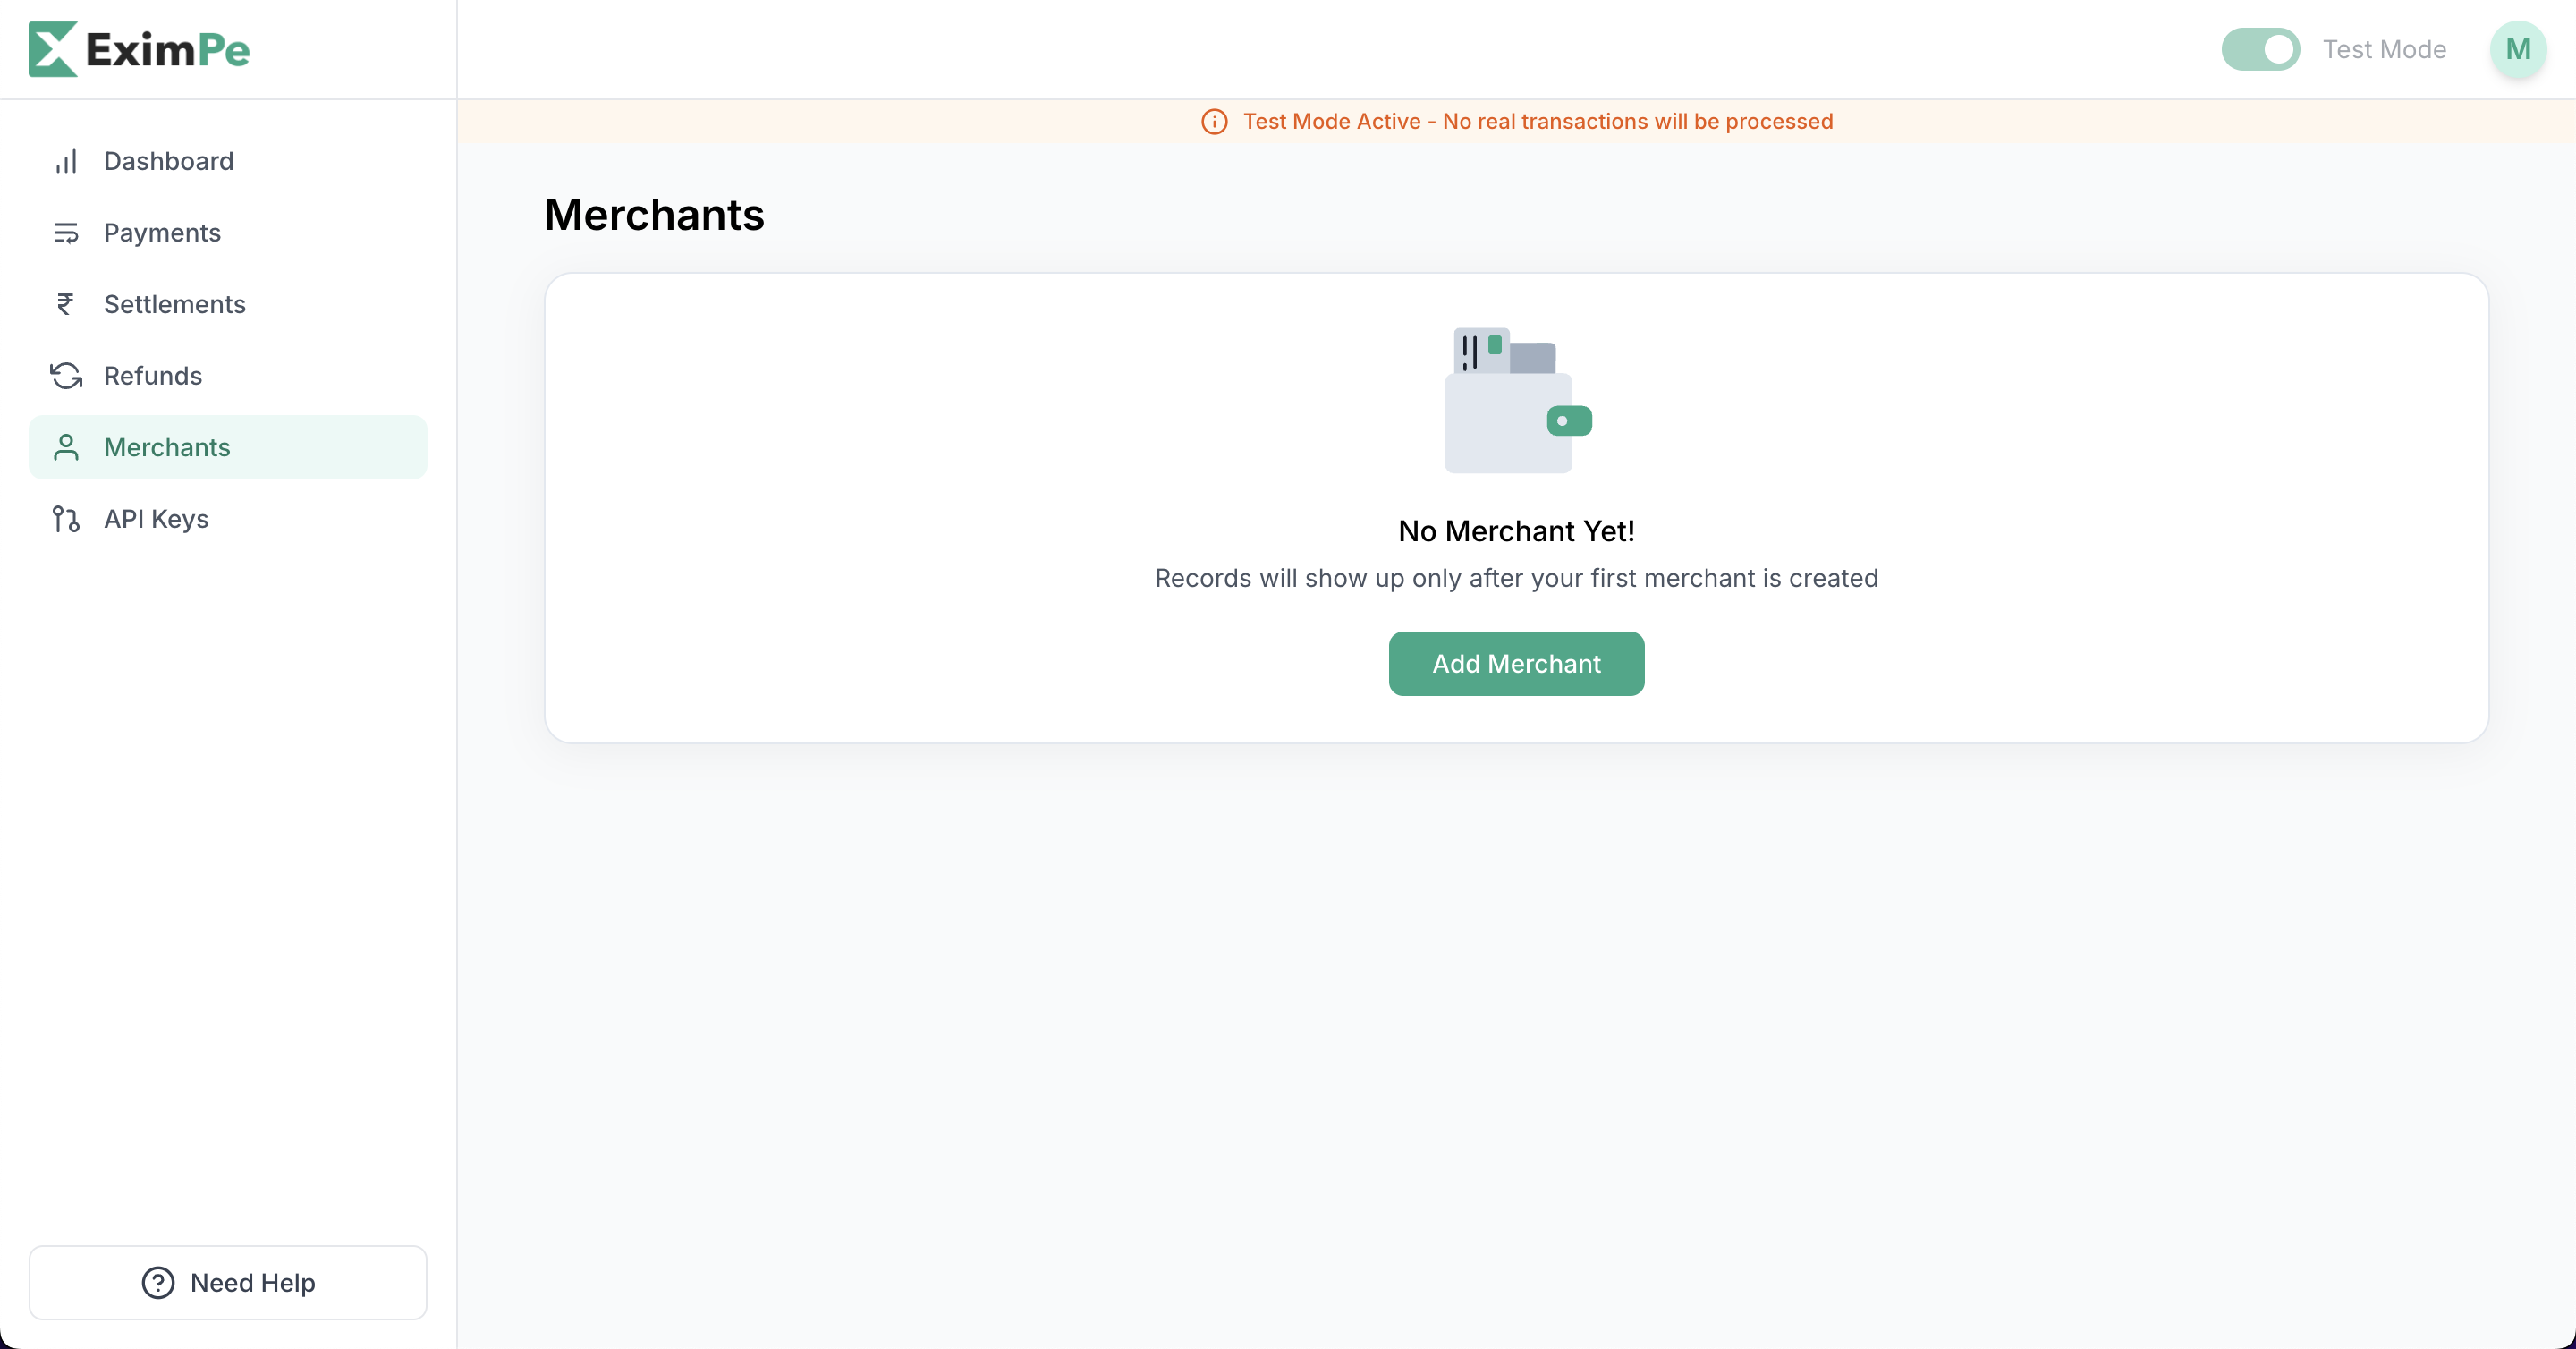 EximPe
Test Mode
M
Test Mode Active - No real transactions will be processed
Dashboard
Payments
Settlements
Refunds
Merchants
API Keys
Need Help
Merchants
No Merchant Yet!
Records will show up only after your first merchant is created
Add Merchant